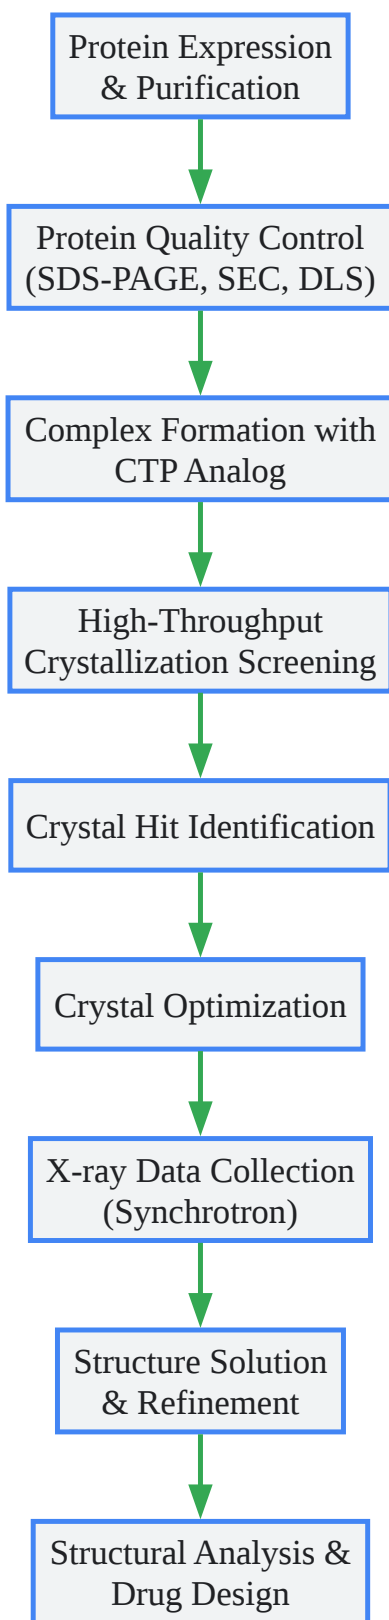 Protein Expression
& Purification
Protein Quality Control
(SDS-PAGE, SEC, DLS)
Complex Formation with
CTP Analog
High-Throughput
Crystallization Screening
Crystal Hit Identification
Crystal Optimization
X-ray Data Collection
(Synchrotron)
Structure Solution
& Refinement
Structural Analysis &
Drug Design